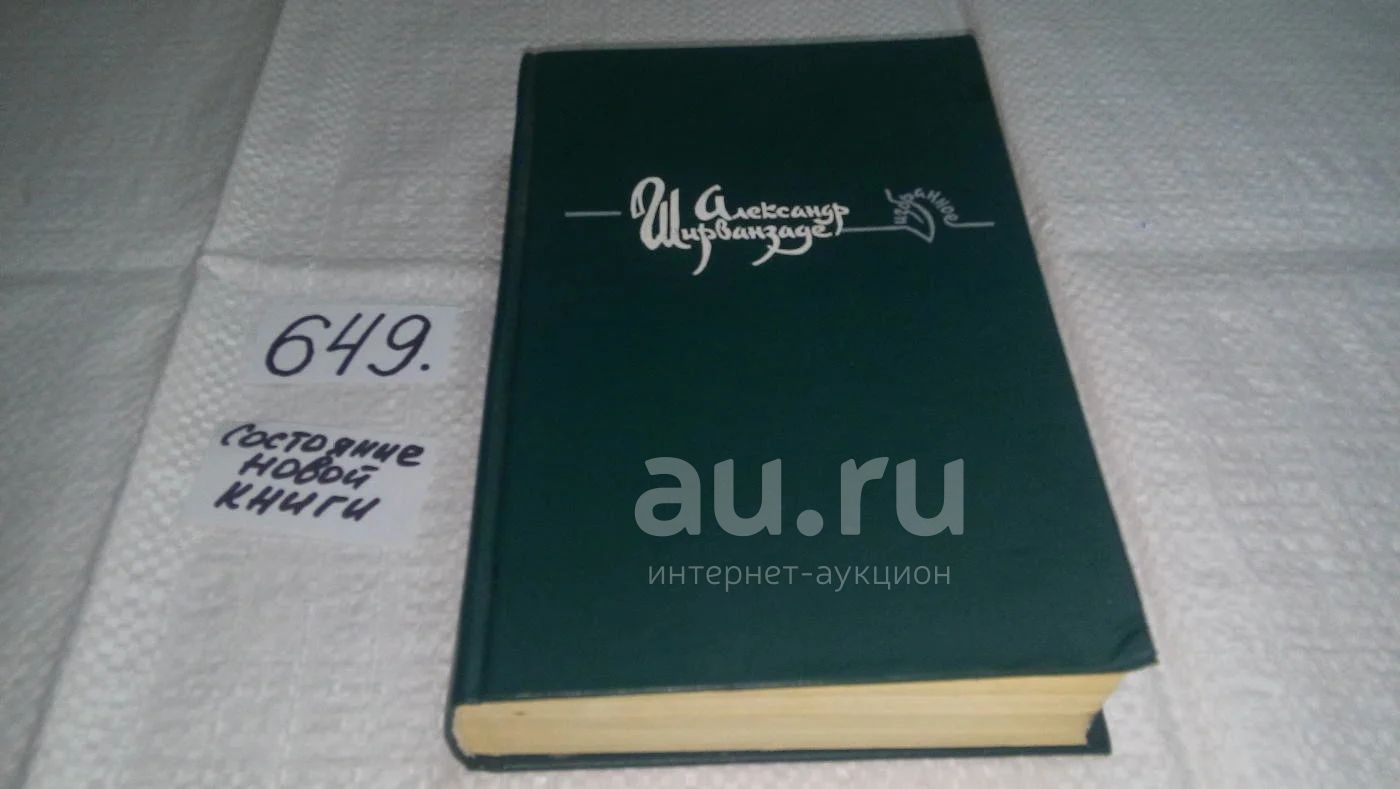 Александр
Ширванзаде
избранное
649.
состояние
новой
книги
au.ru
интернет-аукцион